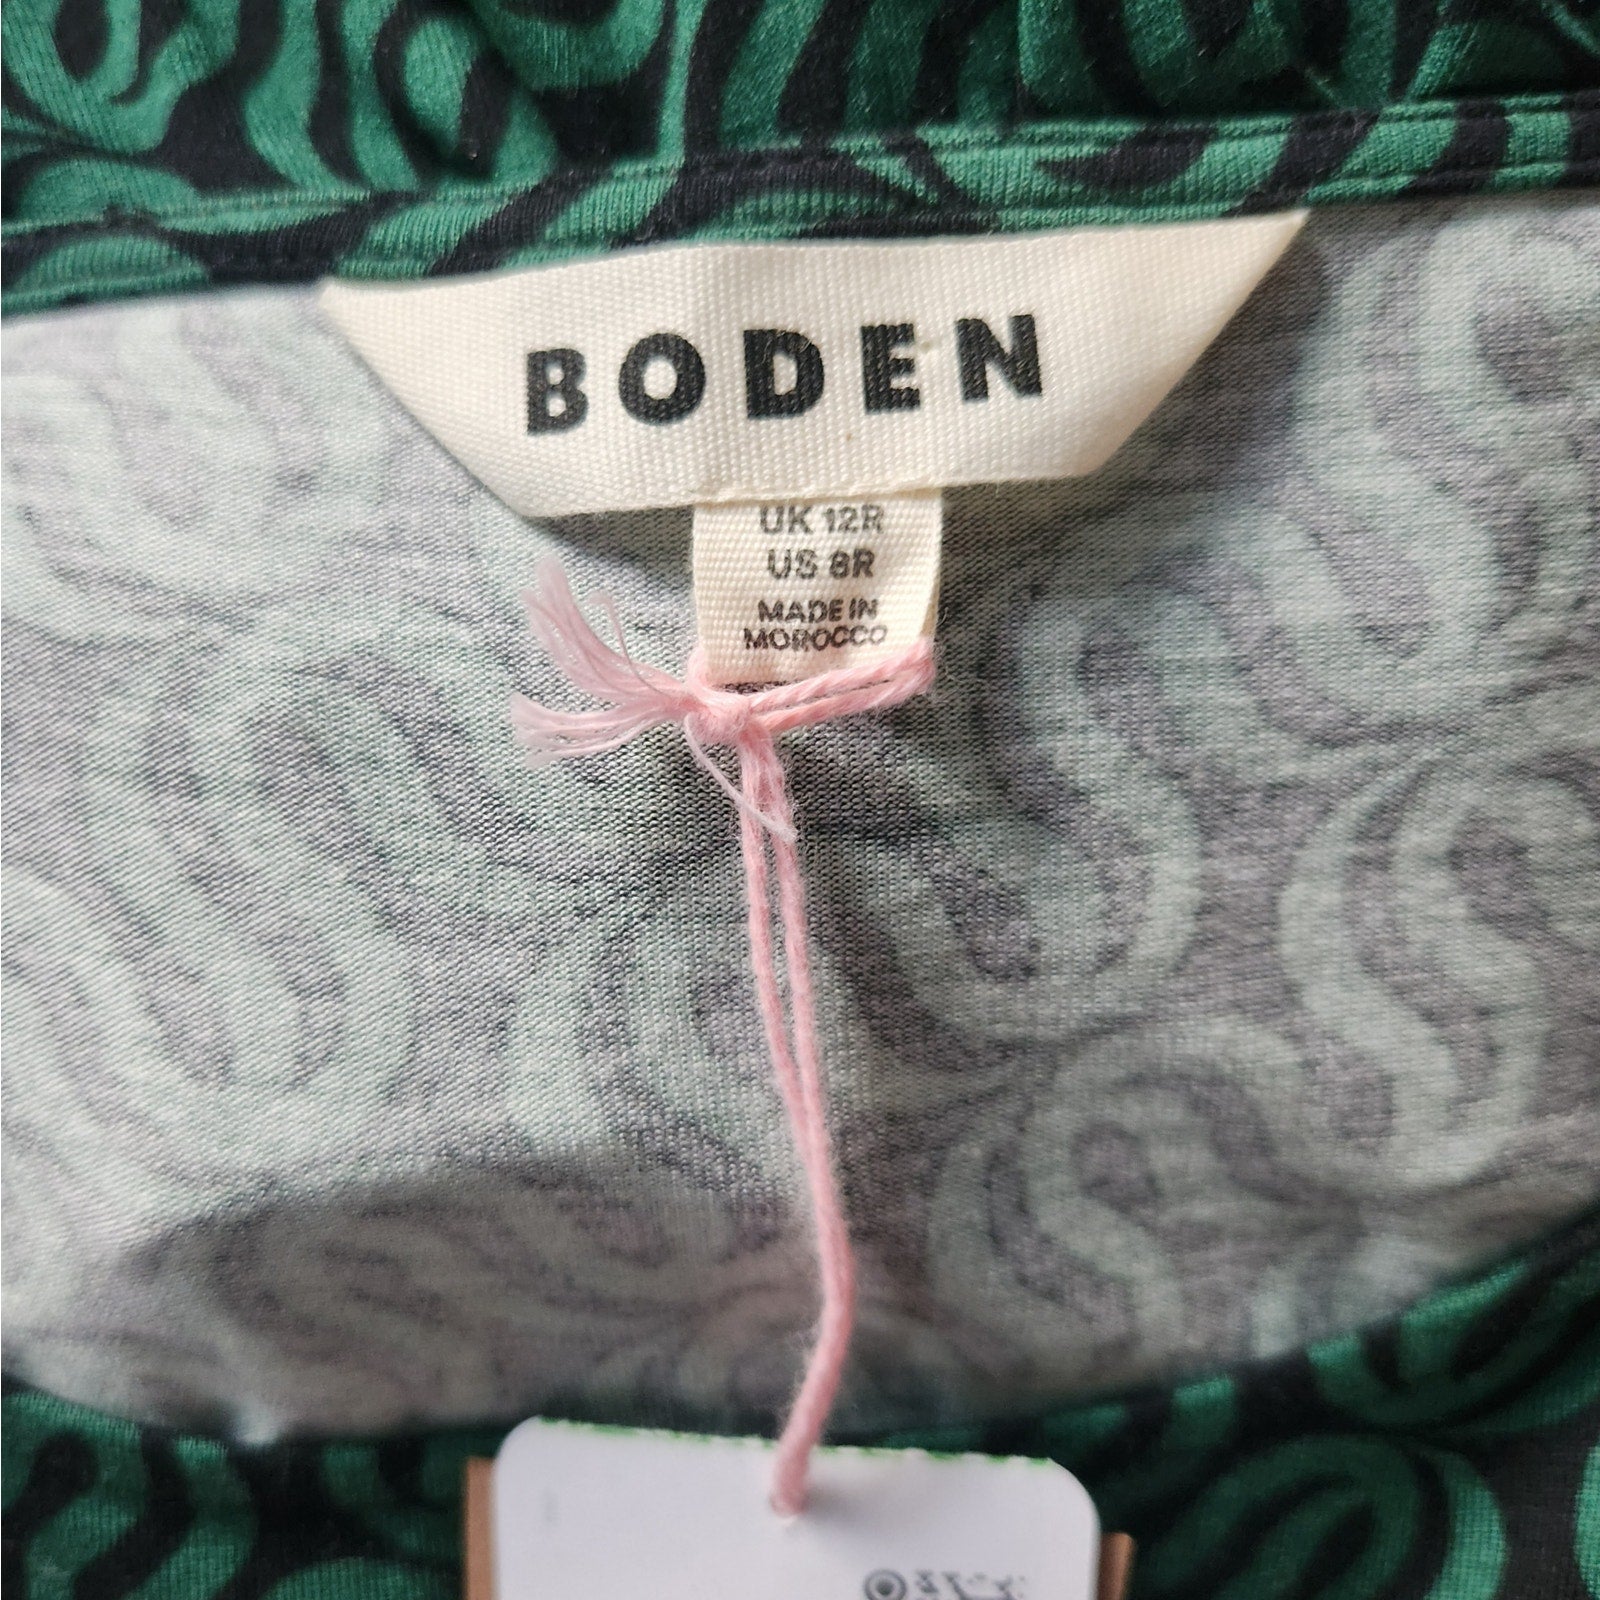 BODEN
UK 12R
US 8R
MADE IN
MOROCCO